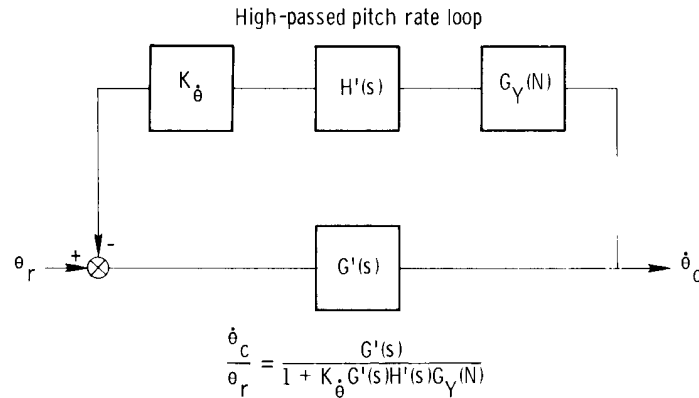 High-passed pitch rate loop
K_θ̇
H'(s)
G_Y(N)
-
+
θ_r
G'(s)
θ̇_c
θ̇_c / θ_r = G'(s) / (1 + K_θ̇ G'(s)H'(s)G_Y(N))